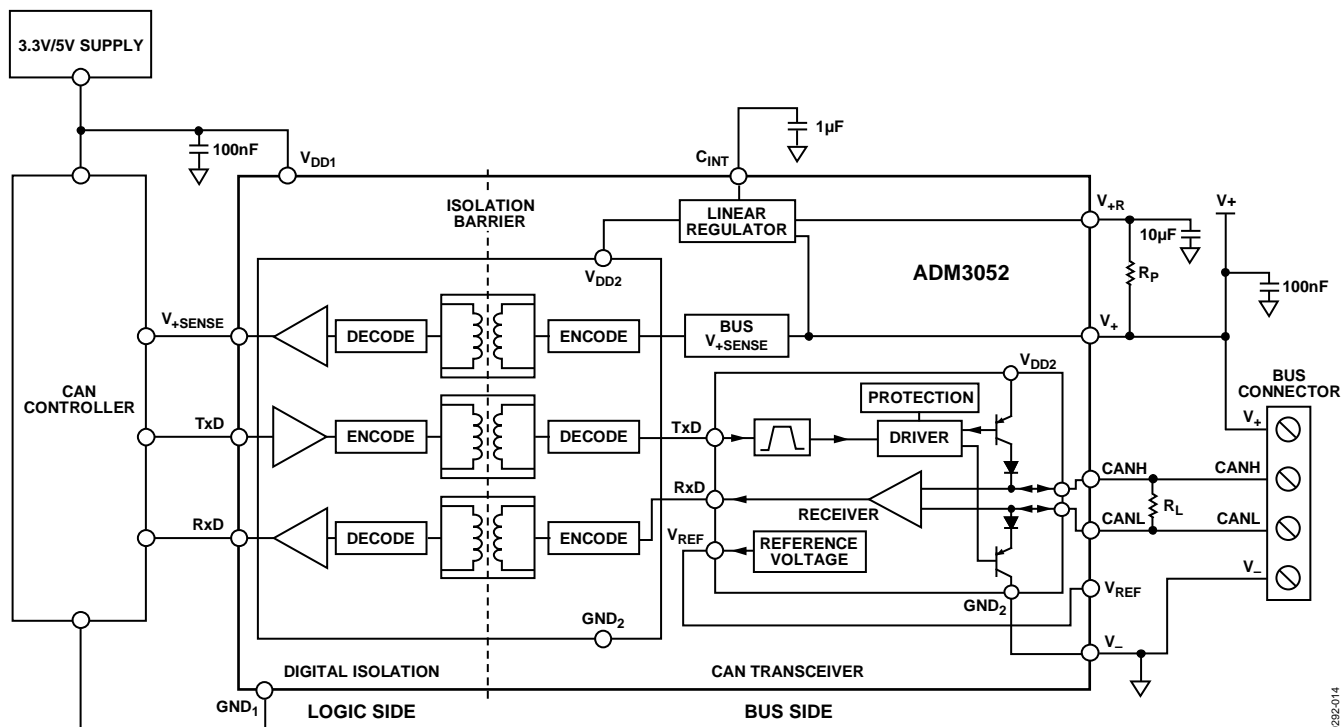 3.3V/5V SUPPLY
100nF
VDD1
CINT
1µF
ISOLATION
BARRIER
LINEAR
REGULATOR
V+R
10µF
RP
V+
100nF
ADM3052
VDD2
V+SENSE
DECODE
ENCODE
BUS
V+SENSE
V+
CAN
CONTROLLER
VDD2
PROTECTION
BUS
CONNECTOR
TxD
ENCODE
DECODE
TxD
DRIVER
V+
CANH
CANH
RxD
RECEIVER
RL
CANL
CANL
RxD
DECODE
ENCODE
VREF
REFERENCE
VOLTAGE
V–
GND2
VREF
GND2
V–
DIGITAL ISOLATION
CAN TRANSCEIVER
GND1
LOGIC SIDE
BUS SIDE